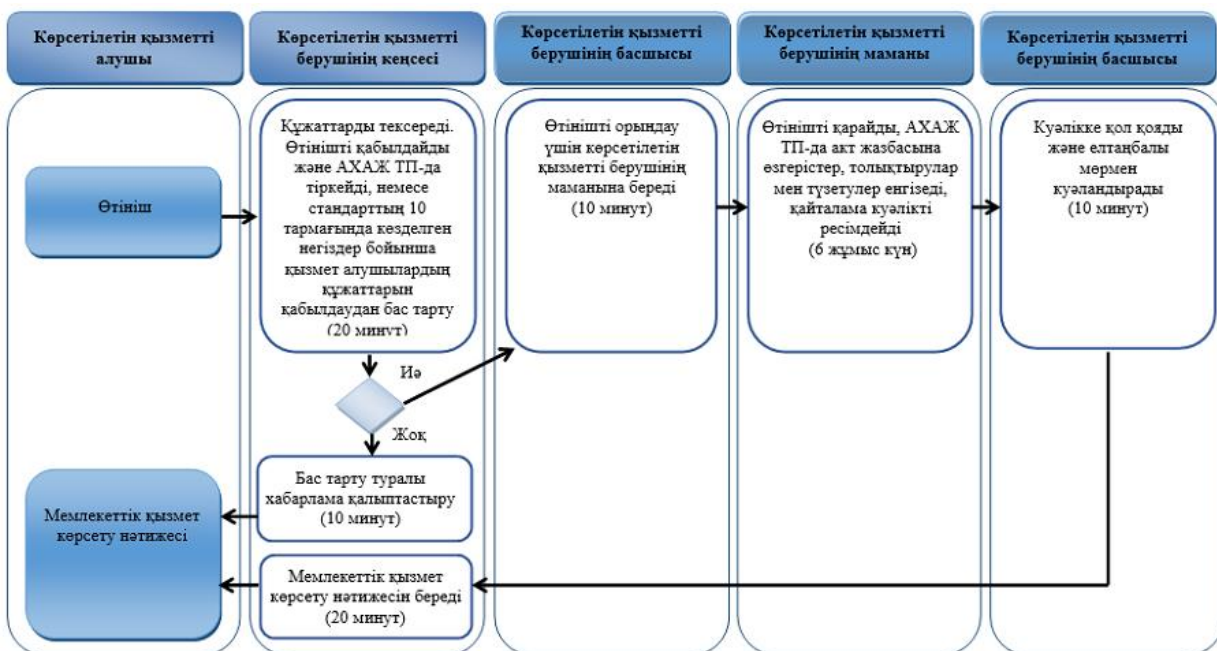 Көрсетілетін қызметті
алушы
Көрсетілетін қызметті
берушінің кеңсесі
Көрсетілетін қызметті
берушінің басшысы
Көрсетілетін қызметті
берушінің маманы
Көрсетілетін қызметті
берушінің басшысы
Өтініш
Құжаттарды тексереді.
Өтінішті қабылдайды
және АХАЖ ТП-да
тіркейді, немесе
стандарттың 10
тармағында көзделген
негіздер бойынша
қызмет алушылардың
құжаттарын
қабылдаудан бас тарту
(20 минут)
Өтінішті орындау
үшін көрсетілетін
қызметті берушінің
маманына береді
(10 минут)
Өтінішті қарайды, АХАЖ
ТП-да акт жазбасына
өзгерістер, толықтырулар
мен түзетулер енгізеді,
қайталама куәлікті
ресімдейді
(6 жұмыс күн)
Куәлікке қол қояды
және елтаңбалы
мөрмен
куәландырады
(10 минут)
Иә
Жоқ
Бас тарту туралы
хабарлама қалыптастыру
(10 минут)
Мемлекеттік қызмет
көрсету нәтижесі
Мемлекеттік қызмет
көрсету нәтижесін береді
(20 минут)